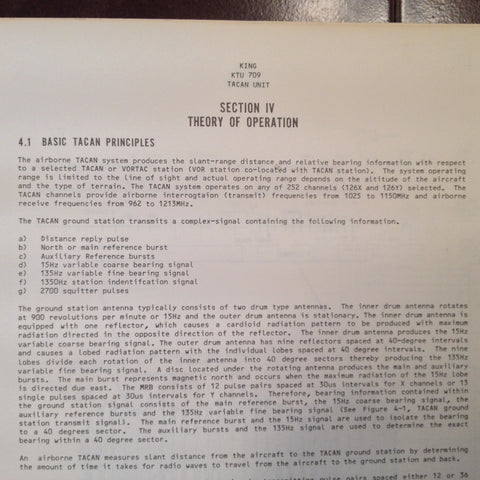 KING
KTU 709
TACAN UNIT
SECTION IV
THEORY OF OPERATION
4.1 BASIC TACAN PRINCIPLES
The airborne TACAN system produces the slant-range distance and relative bearing information with respect
to a selected TACAN or VORTAC station (VOR station co-located with TACAN station). The system operating
range is limited to the line of sight and actual operating range depends on the altitude of the aircraft
and the type of terrain. The TACAN system operates on any of 252 channels (126X and 126Y) selected. The
TACAN channels provide airborne interrogtaion (transmit) frequencies from 1025 to 1150MHz and airborne
receive frequencies from 962 to 1213MHz.
The TACAN ground station transmits a complex-signal containing the following information.
a) Distance reply pulse
b) North or main reference burst
c) Auxiliary Reference bursts
d) 15Hz variable coarse bearing signal
e) 135Hz variable fine bearing signal
f) 1350Hz station indentifcation signal
g) 2700 squitter pulses
The ground station antenna typically consists of two drum type antennas. The inner drum antenna rotates
at 900 revolutions per minute or 15Hz and the outer drum antenna is stationary. The inner drum antenna is
equipped with one reflector, which causes a cardioid radiation pattern to be produced with maximum
radiation directed in the opposite direction of the reflector. The inner drum antenna produces the 15Hz
variable coarse bearing signal. The outer drum antenna has nine reflectors spaced at 40-degree intervals
and causes a lobed radiation pattern with the individual lobes spaced at 40 degree intervals. The nine
lobes divide each rotation of the inner antenna into 40 degree sectors thereby producing the 135Hz
variable fine bearing signal. A disc located under the rotating antenna produces the main and auxiliary
bursts. The main burst represents magnetic north and occurs when the maximum radiation of the 15Hz lobe
is directed due east. The MRB consists of 12 pulse pairs spaced at 30us intervals for X channels or 13
single pulses spaced at 30us intervals for Y channels. Therefore, bearing information contained within
the ground station signal consists of the main reference burst, the 15Hz coarse bearing signal, the
auxiliary reference bursts and the 135Hz variable fine bearing signal (See Figure 4-1, TACAN ground
station transmit signal). The main reference burst and the 15Hz signal are used to isolate the bearing
to a 40 degrees sector. The auxiliary bursts and the 135Hz signal are used to determine the exact
bearing within a 40 degree sector.
An airborne TACAN measures slant distance from the aircraft to the TACAN ground station by determining
the amount of time it takes for radio waves to travel from the aircraft to the ground station and back.
pulse pairs spaced either 12 or 36